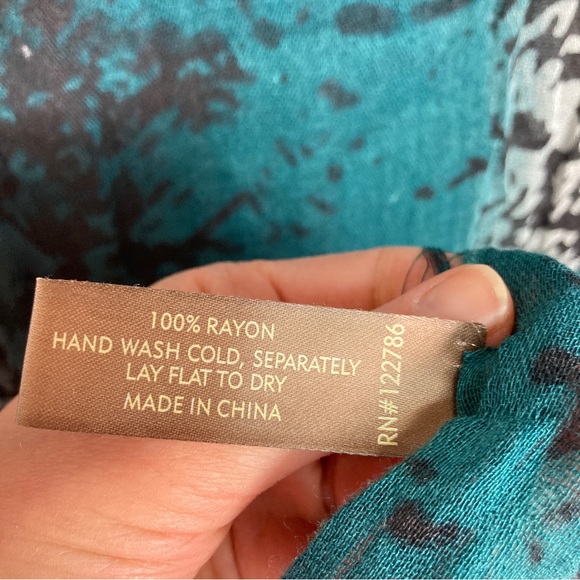 100% RAYON
HAND WASH COLD, SEPARATELY
LAY FLAT TO DRY
MADE IN CHINA
RN#122786